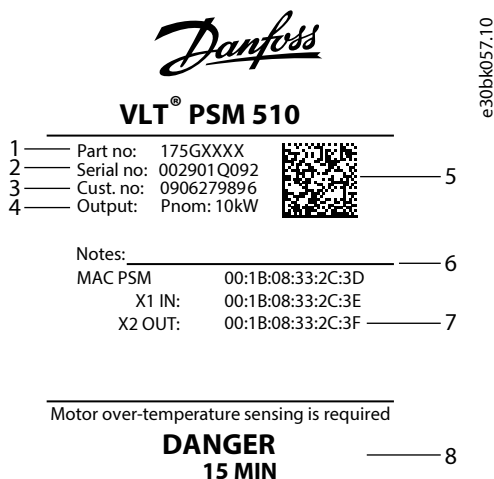 Danfoss
e30bk057.10
VLT® PSM 510
1 Part no: 175GXXXX
2 Serial no: 002901Q092
3 Cust. no: 0906279896
4 Output: Pnom: 10kW
5
Notes: 6
MAC PSM 00:1B:08:33:2C:3D
X1 IN: 00:1B:08:33:2C:3E
X2 OUT: 00:1B:08:33:2C:3F 7
Motor over-temperature sensing is required
DANGER
15 MIN
8